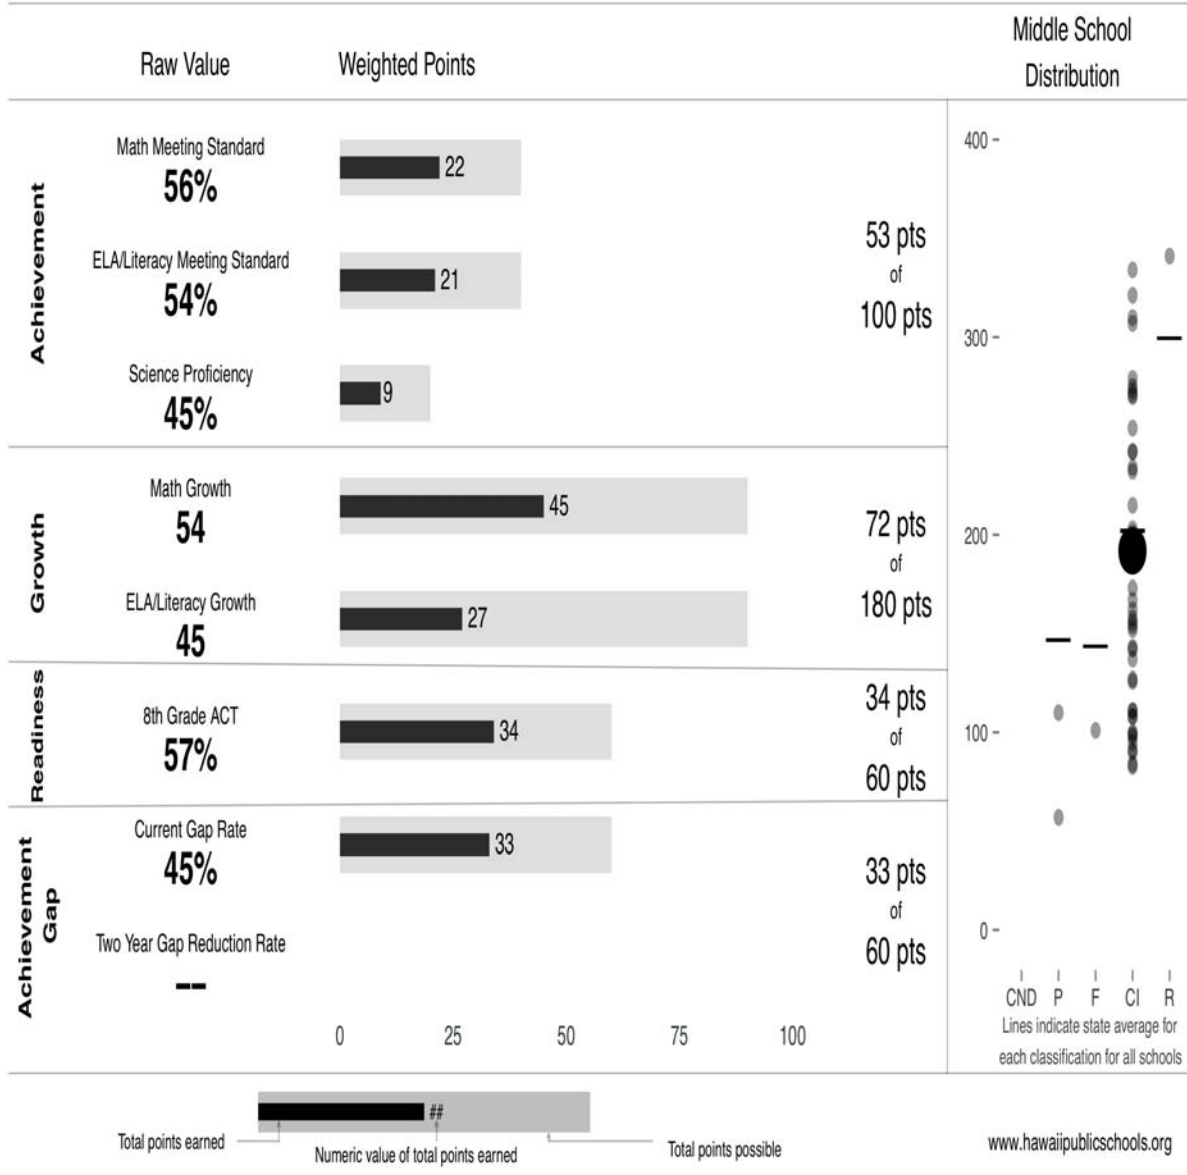 Raw Value
Weighted Points
Middle School
Distribution
Achievement
Math Meeting Standard
56%
22
ELA/Literacy Meeting Standard
54%
21
Science Proficiency
45%
9
53 pts
of
100 pts
Growth
Math Growth
54
45
ELA/Literacy Growth
45
27
72 pts
of
180 pts
Readiness
8th Grade ACT
57%
34
34 pts
of
60 pts
Achievement
Gap
Current Gap Rate
45%
33
Two Year Gap Reduction Rate
--
33 pts
of
60 pts
0 25 50 75 100
400
300
200
100
0
CND P F CI R
Lines indicate state average for
each classification for all schools
##
Total points earned
Numeric value of total points earned
Total points possible
www.hawaiipublicschools.org